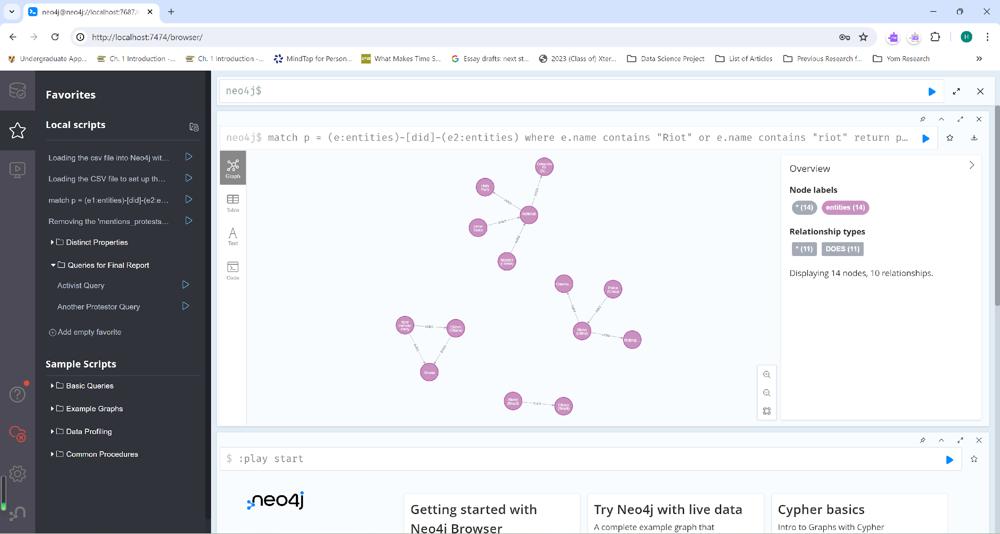 neo4j@neo4j://localhost:7687/
http://localhost:7474/browser/
H
Undergraduate App...
Ch. 1 Introduction -...
Ch. 1 Introduction -...
MindTap for Person...
What Makes Time S...
Essay drafts: next st...
2023 (Class of) Xter...
Data Science Project
List of Articles
Previous Research f...
Yom Research
Favorites
Local scripts
Loading the csv file into Neo4j wit...
Loading the CSV file to set up th...
match p = (e1:entities)-[did]-(e2:e...
Removing the 'mentions_protests...
Distinct Properties
Queries for Final Report
Activist Query
Another Protestor Query
Add empty favorite
Sample Scripts
Basic Queries
Example Graphs
Data Profiling
Common Procedures
neo4j$
neo4j$ match p = (e:entities)-[did]-(e2:entities) where e.name contains "Riot" or e.name contains "riot" return p…
Graph
Table
Text
Code
Congress
for
Dc...
DOES
Unity
Party
DOES
National
Gene
Taylor
DOES
DOES
Attacker
(Liberia)
Commu...
Police
(China)
DOES
DOES
Rioter
(China)
DOES
Xinjiang ...
New
Patriotic
Party
DOES
Citizen
(Ghana)
DOES
DOES
Ghana
Rioter
(Brazil)
DOES
Citizen
(Brazil)
Overview
Node labels
* (14)
entities (14)
Relationship types
* (11)
DOES (11)
Displaying 14 nodes, 10 relationships.
$ :play start
neo4j
Getting started with
Neo4j Browser
Try Neo4j with live data
A complete example graph that
Cypher basics
Intro to Graphs with Cypher